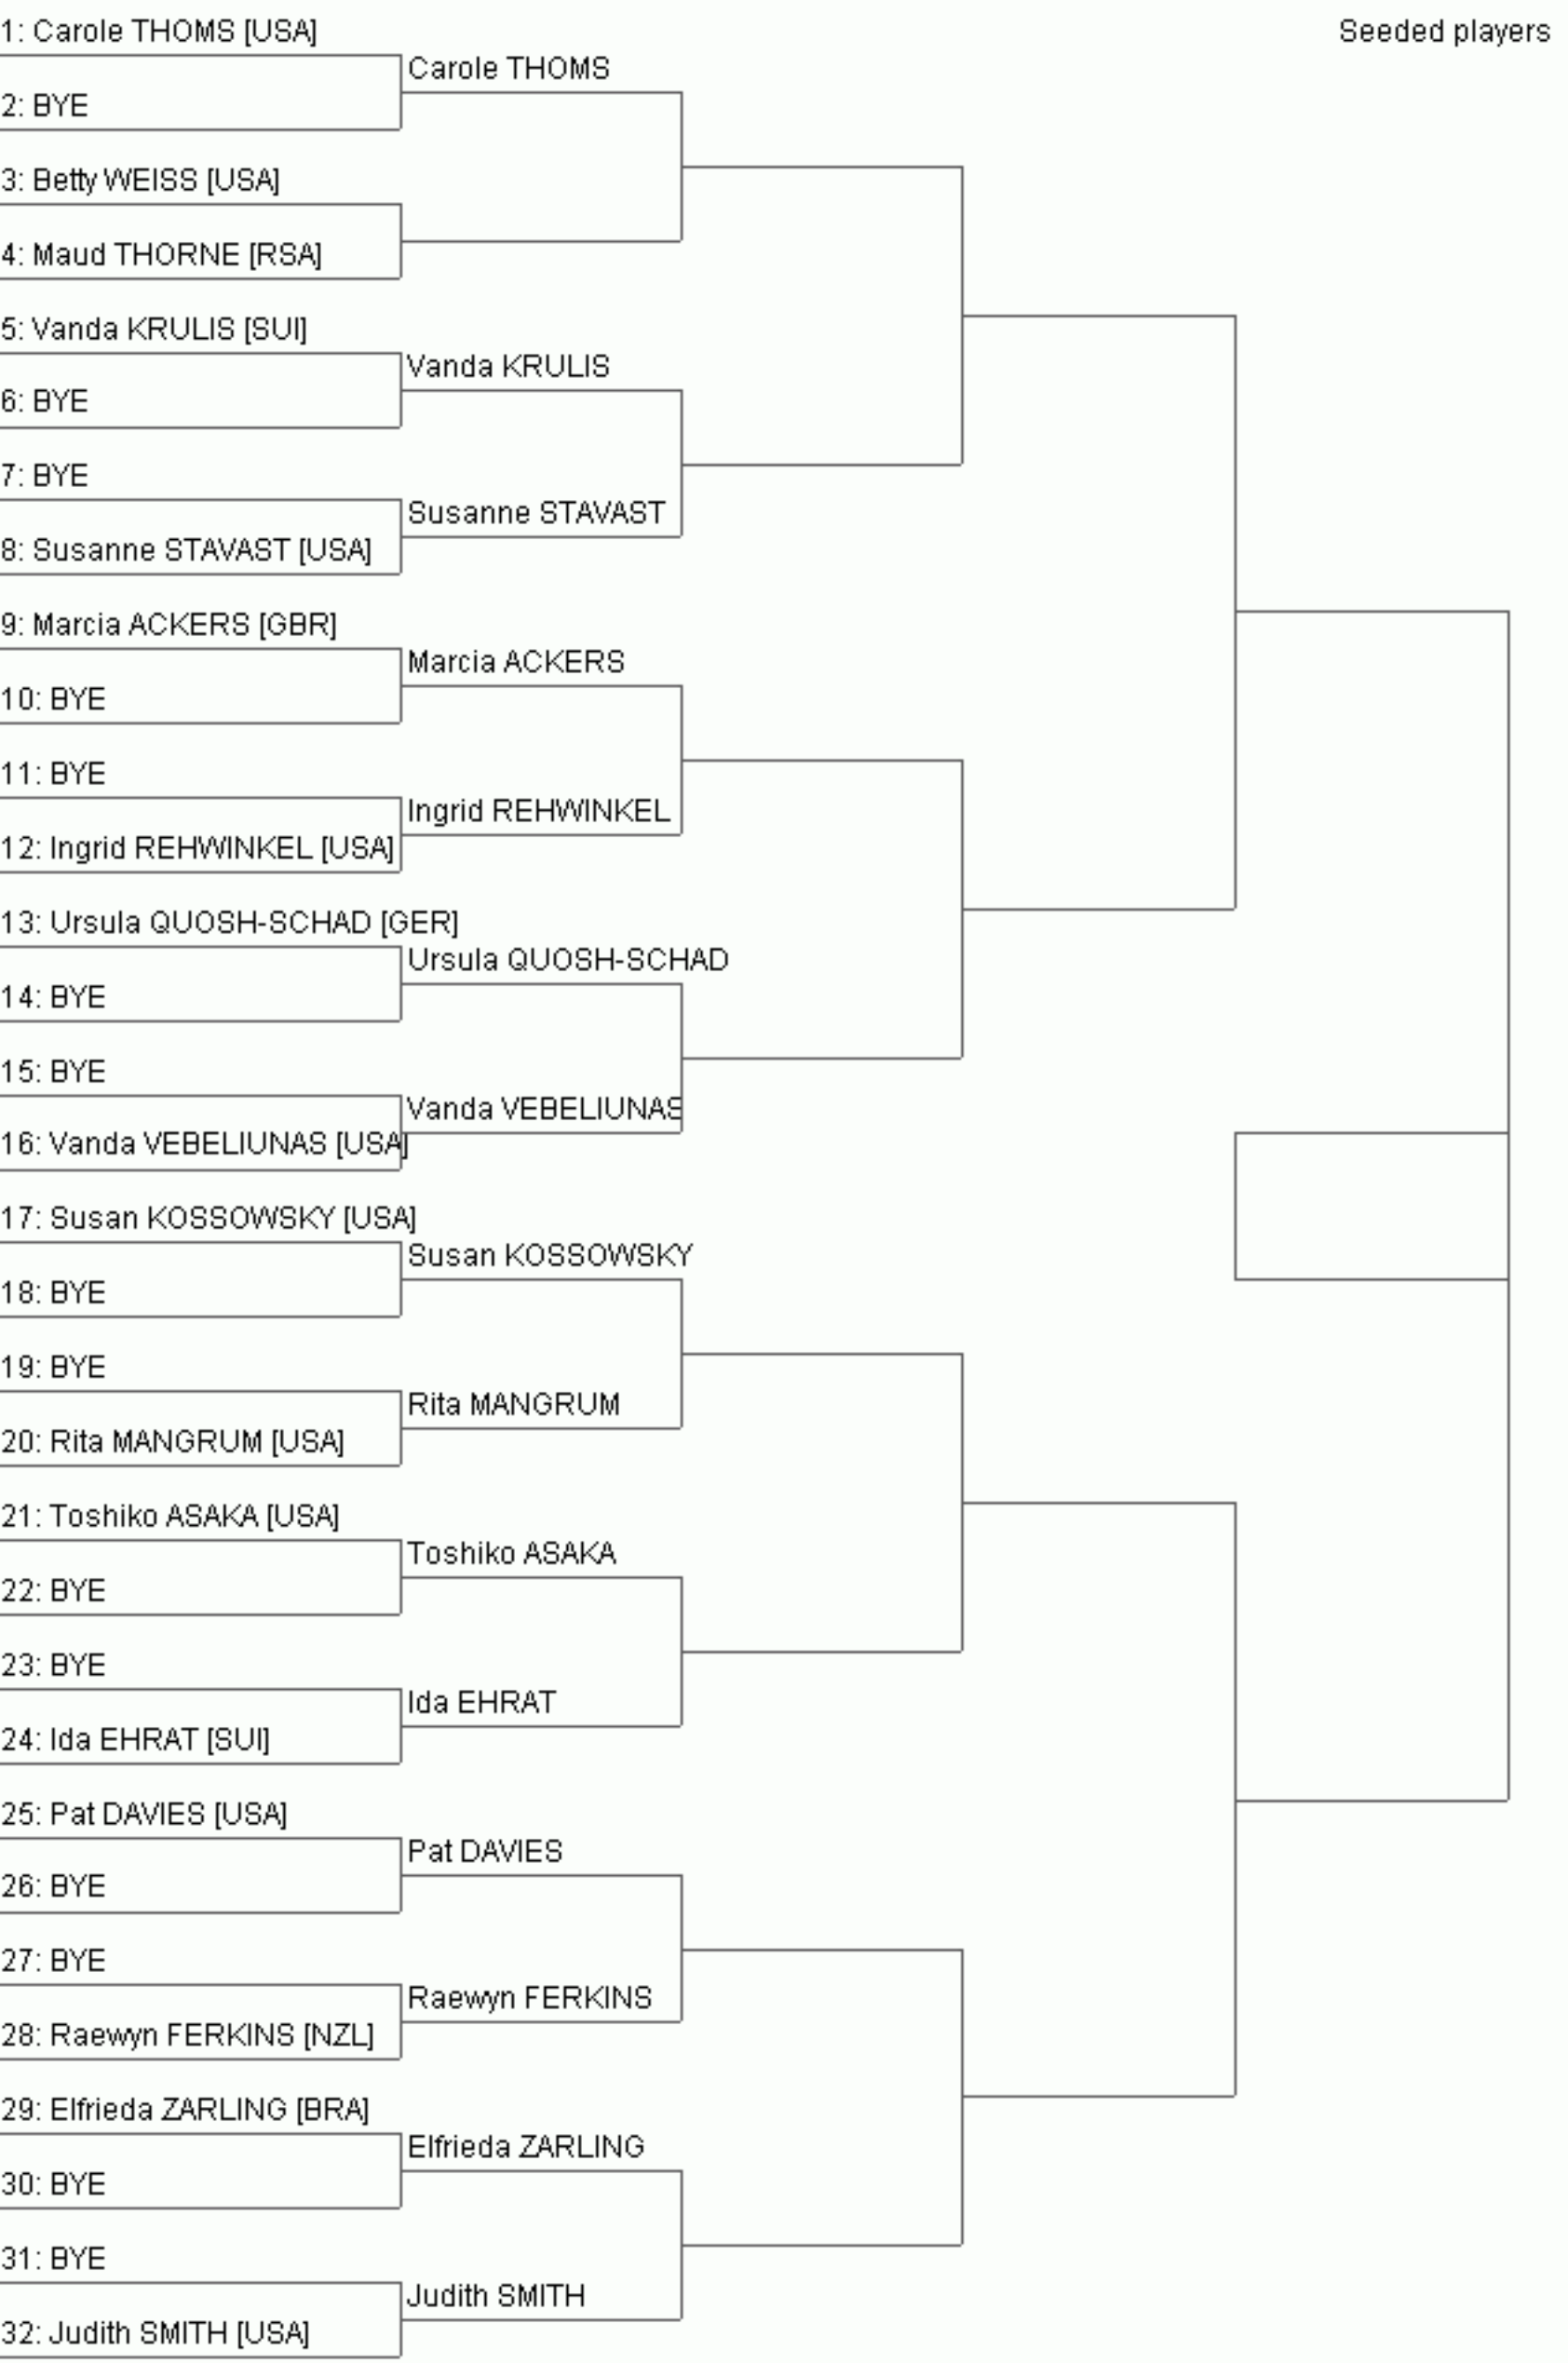 1: Carole THOMS [USA]
Seeded players
Carole THOMS
2: BYE
3: Betty WEISS [USA]
4: Maud THORNE [RSA]
5: Vanda KRULIS [SUI]
Vanda KRULIS
6: BYE
7: BYE
Susanne STAVAST
8: Susanne STAVAST [USA]
9: Marcia ACKERS [GBR]
Marcia ACKERS
10: BYE
11: BYE
Ingrid REHWINKEL
12: Ingrid REHWINKEL [USA]
13: Ursula QUOSH-SCHAD [GER]
Ursula QUOSH-SCHAD
14: BYE
15: BYE
Vanda VEBELIUNAS
16: Vanda VEBELIUNAS [USA]
17: Susan KOSSOWSKY [USA]
Susan KOSSOWSKY
18: BYE
19: BYE
Rita MANGRUM
20: Rita MANGRUM [USA]
21: Toshiko ASAKA [USA]
Toshiko ASAKA
22: BYE
23: BYE
Ida EHRAT
24: Ida EHRAT [SUI]
25: Pat DAVIES [USA]
Pat DAVIES
26: BYE
27: BYE
Raewyn FERKINS
28: Raewyn FERKINS [NZL]
29: Elfrieda ZARLING [BRA]
Elfrieda ZARLING
30: BYE
31: BYE
Judith SMITH
32: Judith SMITH [USA]